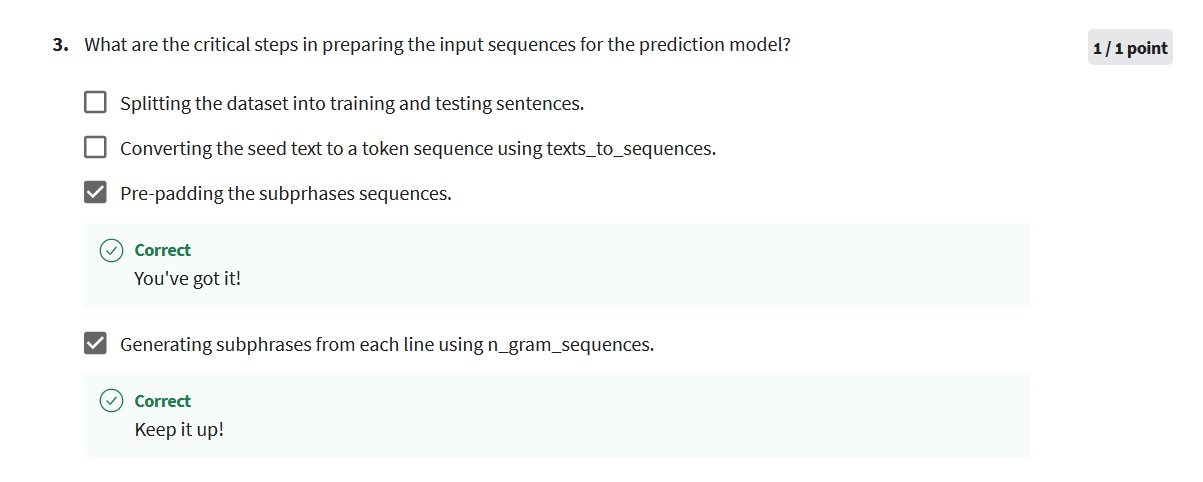 3. What are the critical steps in preparing the input sequences for the prediction model?
1 / 1 point
Splitting the dataset into training and testing sentences.
Converting the seed text to a token sequence using texts_to_sequences.
Pre-padding the subprhases sequences.
Correct
You've got it!
Generating subphrases from each line using n_gram_sequences.
Correct
Keep it up!